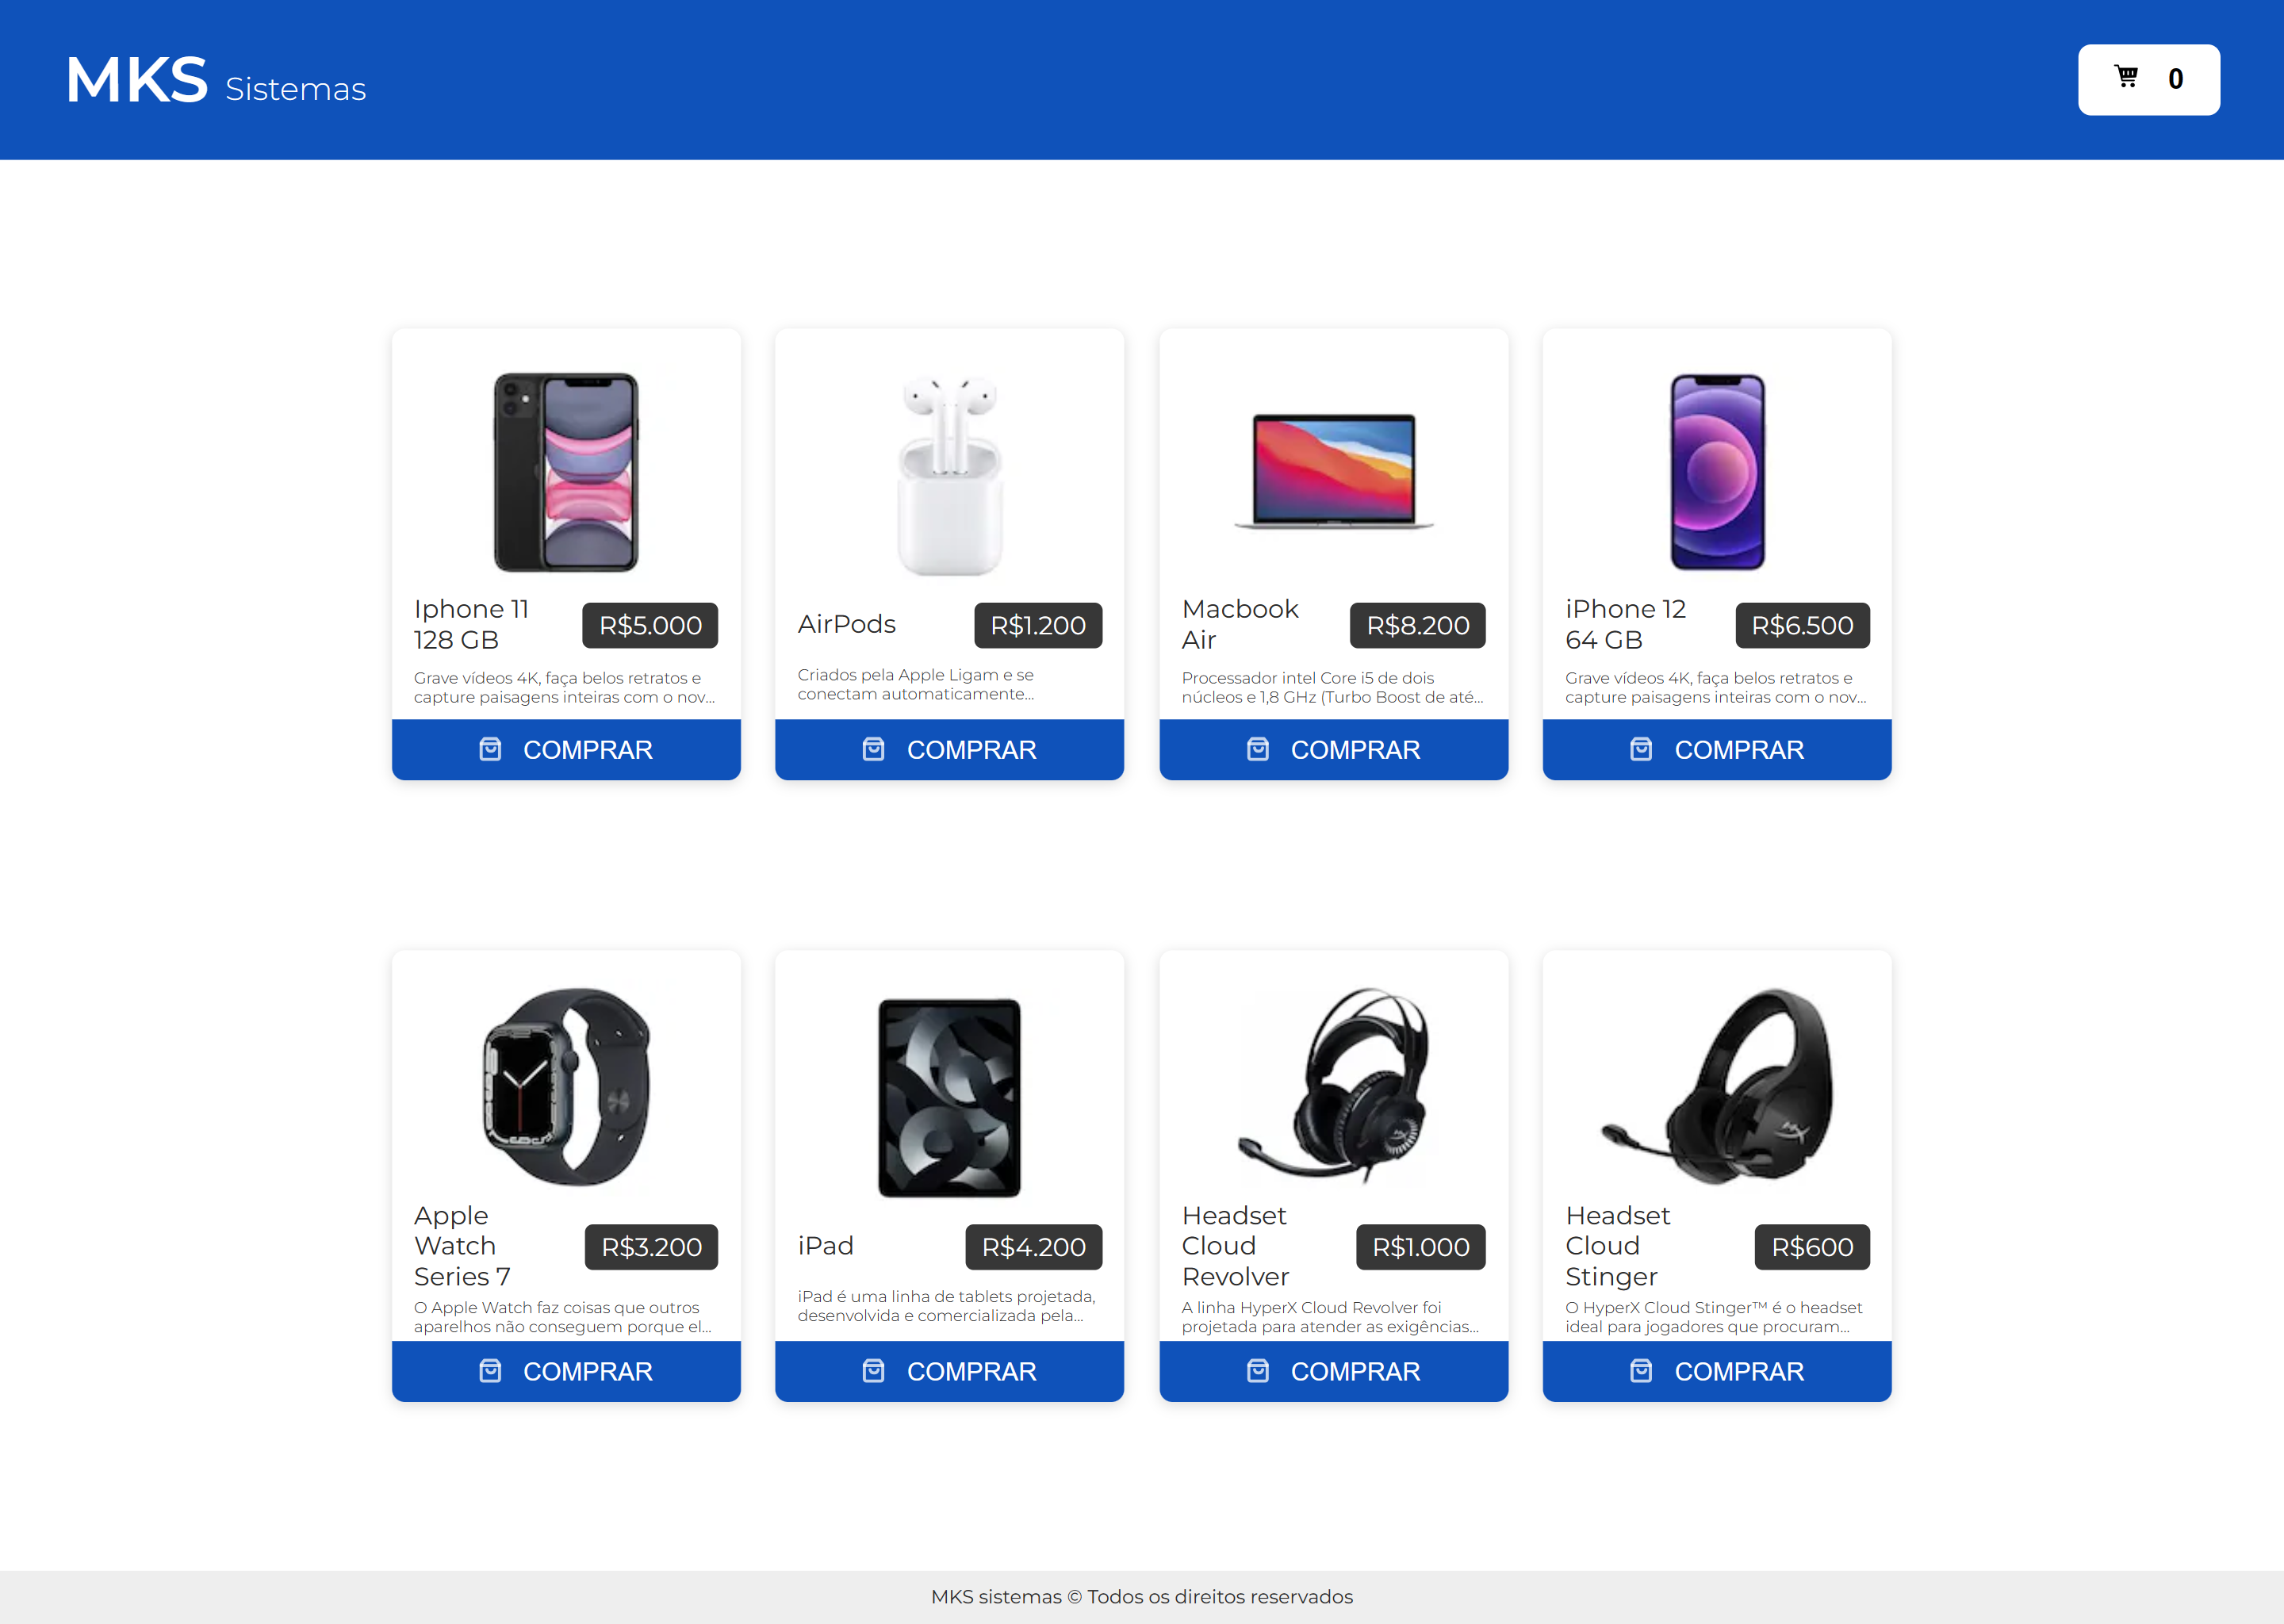 MKS Sistemas
0
Iphone 11
128 GB
R$5.000
Grave vídeos 4K, faça belos retratos e
capture paisagens inteiras com o nov...
COMPRAR
AirPods
R$1.200
Criados pela Apple Ligam e se
conectam automaticamente...
COMPRAR
Macbook
Air
R$8.200
Processador intel Core i5 de dois
núcleos e 1,8 GHz (Turbo Boost de até...
COMPRAR
iPhone 12
64 GB
R$6.500
Grave vídeos 4K, faça belos retratos e
capture paisagens inteiras com o nov...
COMPRAR
Apple
Watch
Series 7
R$3.200
O Apple Watch faz coisas que outros
aparelhos não conseguem porque el...
COMPRAR
iPad
R$4.200
iPad é uma linha de tablets projetada,
desenvolvida e comercializada pela...
COMPRAR
Headset
Cloud
Revolver
R$1.000
A linha HyperX Cloud Revolver foi
projetada para atender as exigências...
COMPRAR
Headset
Cloud
Stinger
R$600
O HyperX Cloud Stinger™ é o headset
ideal para jogadores que procuram...
COMPRAR
MKS sistemas © Todos os direitos reservados